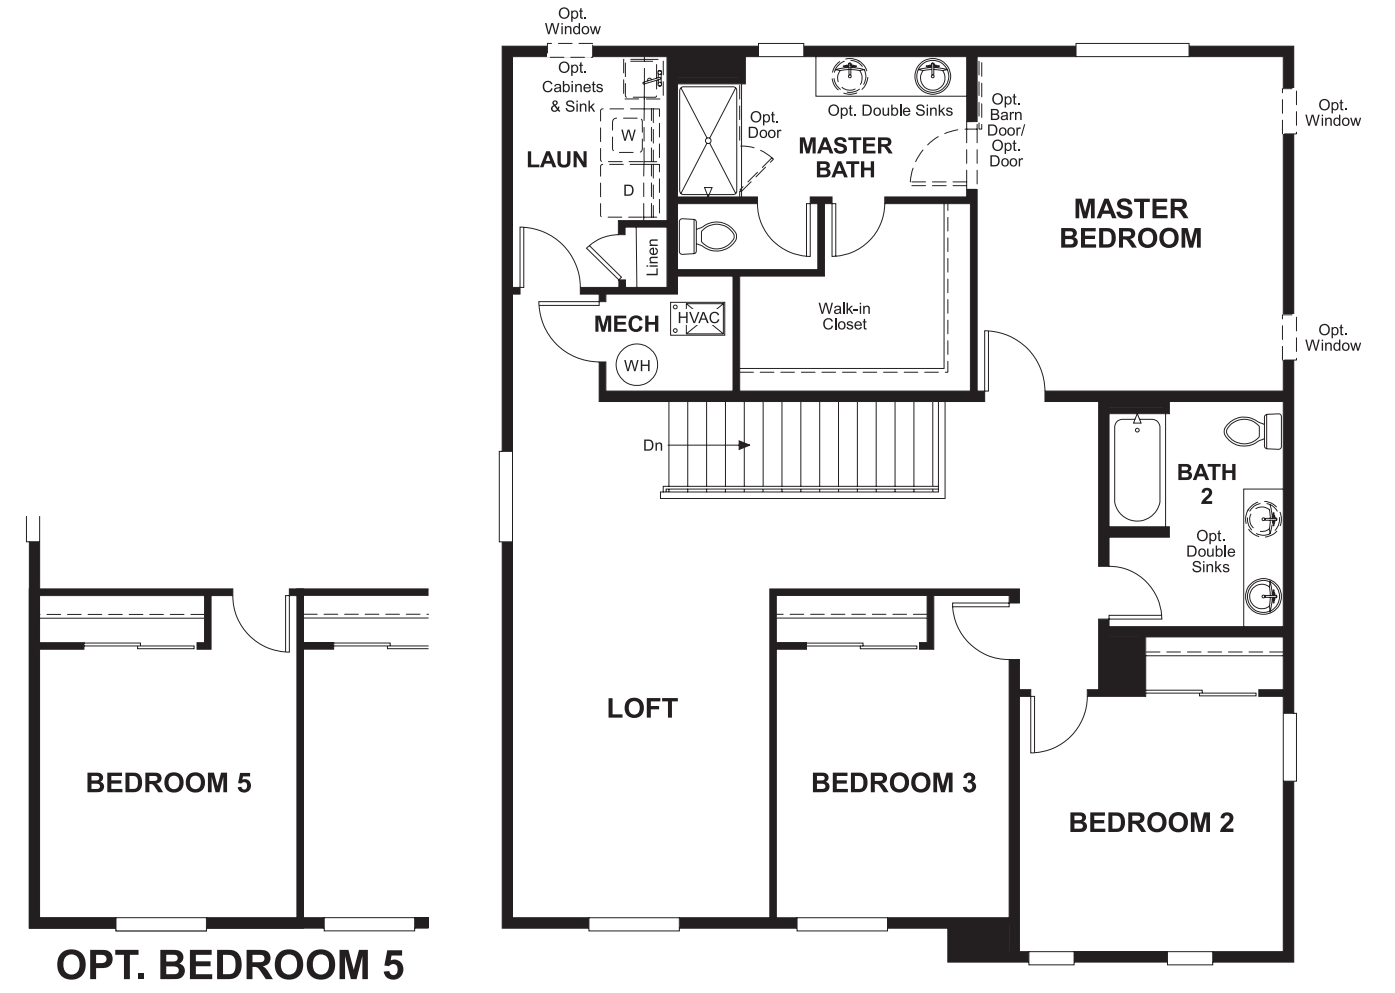 Opt.
Window
Opt.
Cabinets
& Sink
W
D
LAUN
Linen
Opt.
Door
Opt. Double Sinks
MASTER
BATH
Opt.
Barn
Door/
Opt.
Door
Opt.
Window
MASTER
BEDROOM
Walk-in
Closet
MECH
HVAC
WH
Opt.
Window
Dn
BATH
2
Opt.
Double
Sinks
LOFT
BEDROOM 3
BEDROOM 2
BEDROOM 5
OPT. BEDROOM 5